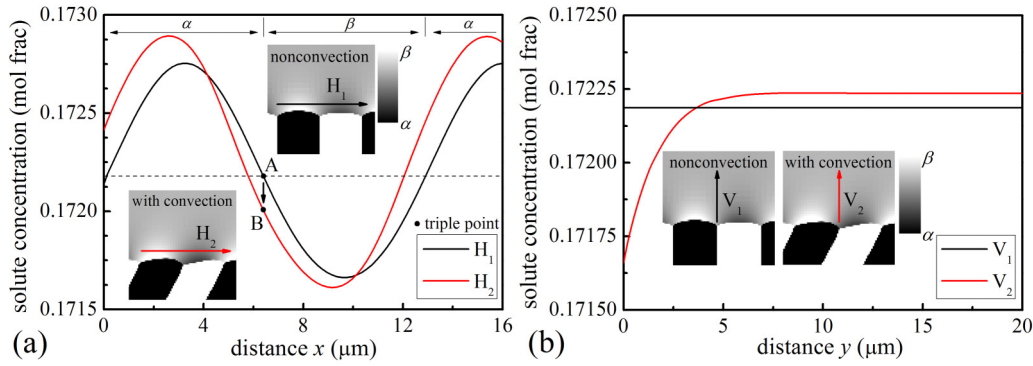 (a)
solute concentration (mol frac)
0.1730
0.1725
0.1720
0.1715
0
4
8
12
16
distance x (μm)
α
β
α
nonconvection
H1
β
α
A
B
with convection
H2
triple point
H1
H2
(b)
solute concentration (mol frac)
0.17250
0.17225
0.17200
0.17175
0.17150
0
5
10
15
20
distance y (μm)
nonconvection
V1
with convection
V2
β
α
V1
V2